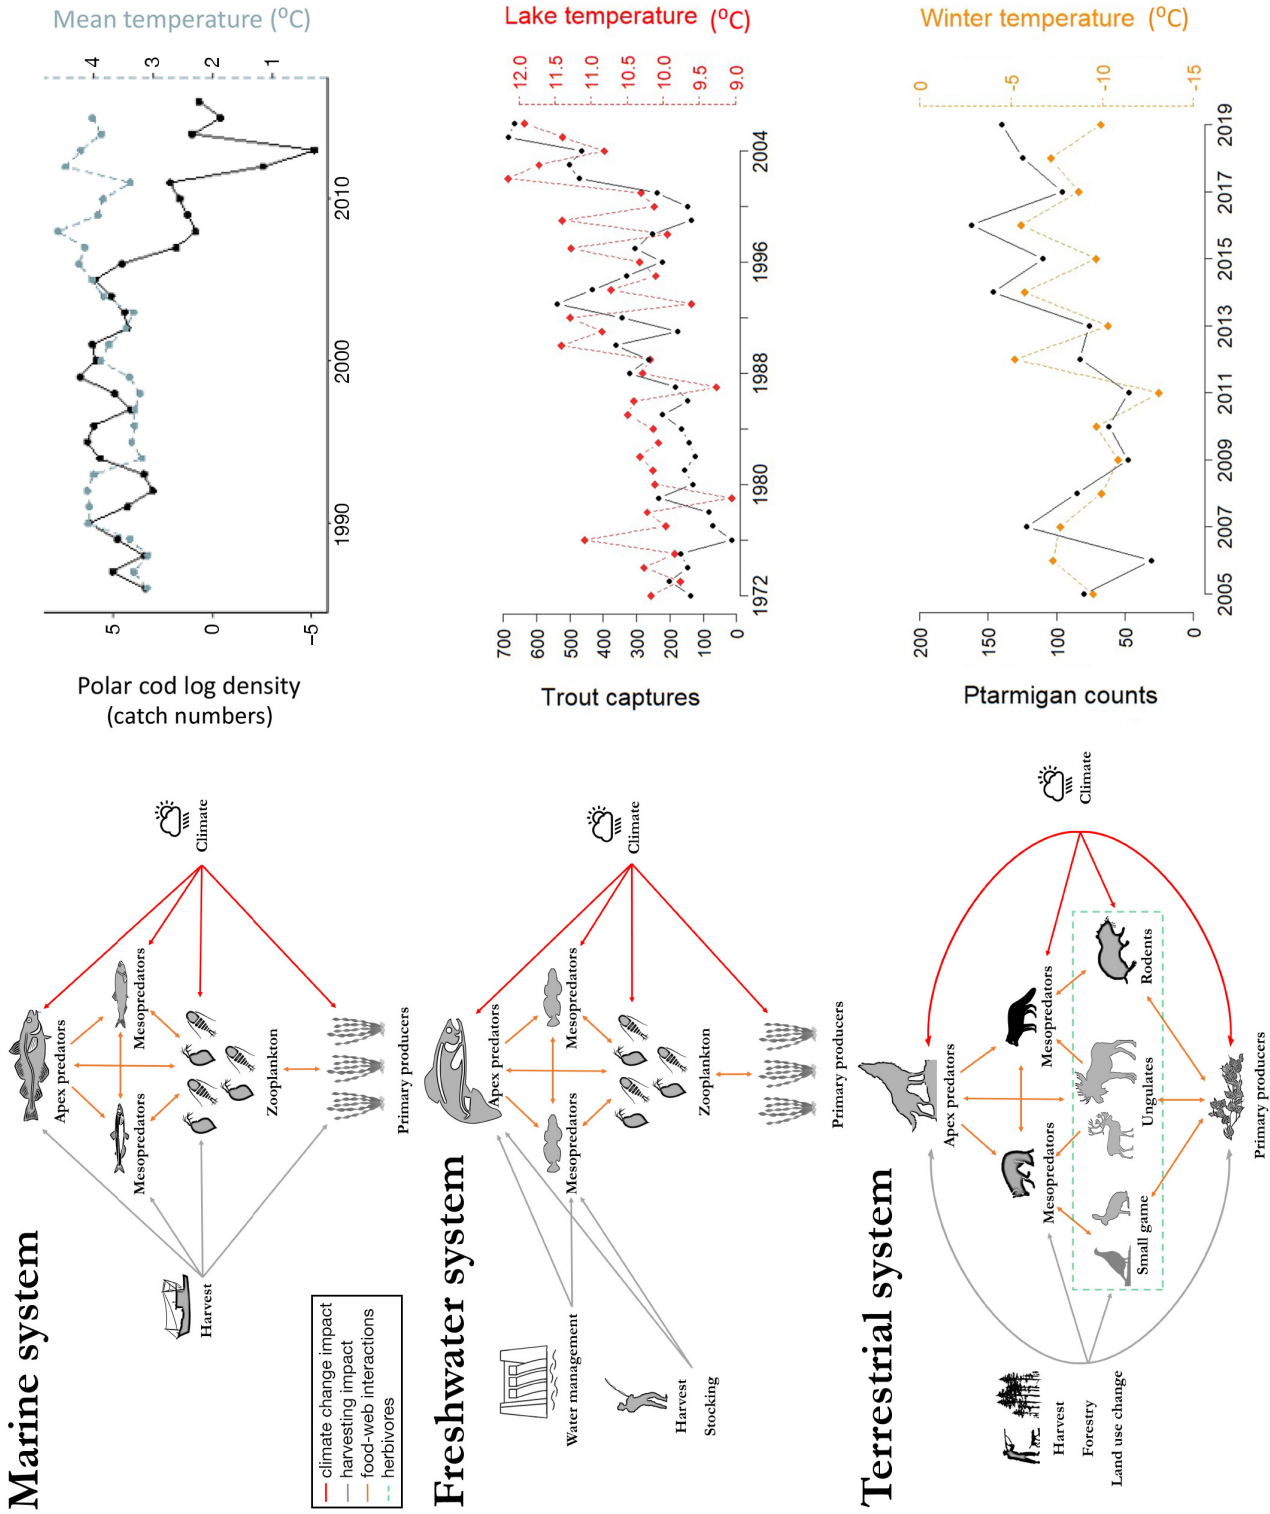 Marine system
Harvest
Apex predators
Mesopredators
Mesopredators
Zooplankton
Primary producers
Climate
climate change impact
harvesting impact
food-web interactions
herbivores
Polar cod log density
(catch numbers)
5
0
-5
1990
2000
2010
Mean temperature (⁰C)
4
3
2
1
Freshwater system
Water management
Harvest
Stocking
Apex predators
Mesopredators
Mesopredators
Zooplankton
Primary producers
Climate
Trout captures
700
600
500
400
300
200
100
0
1972
1980
1988
1996
2004
Lake temperature (⁰C)
12.0
11.5
11.0
10.5
10.0
9.5
9.0
Terrestrial system
Harvest
Forestry
Land use change
Apex predators
Mesopredators
Mesopredators
Small game
Ungulates
Rodents
Primary producers
Climate
Ptarmigan counts
200
150
100
50
0
2005
2007
2009
2011
2013
2015
2017
2019
Winter temperature (⁰C)
0
-5
-10
-15